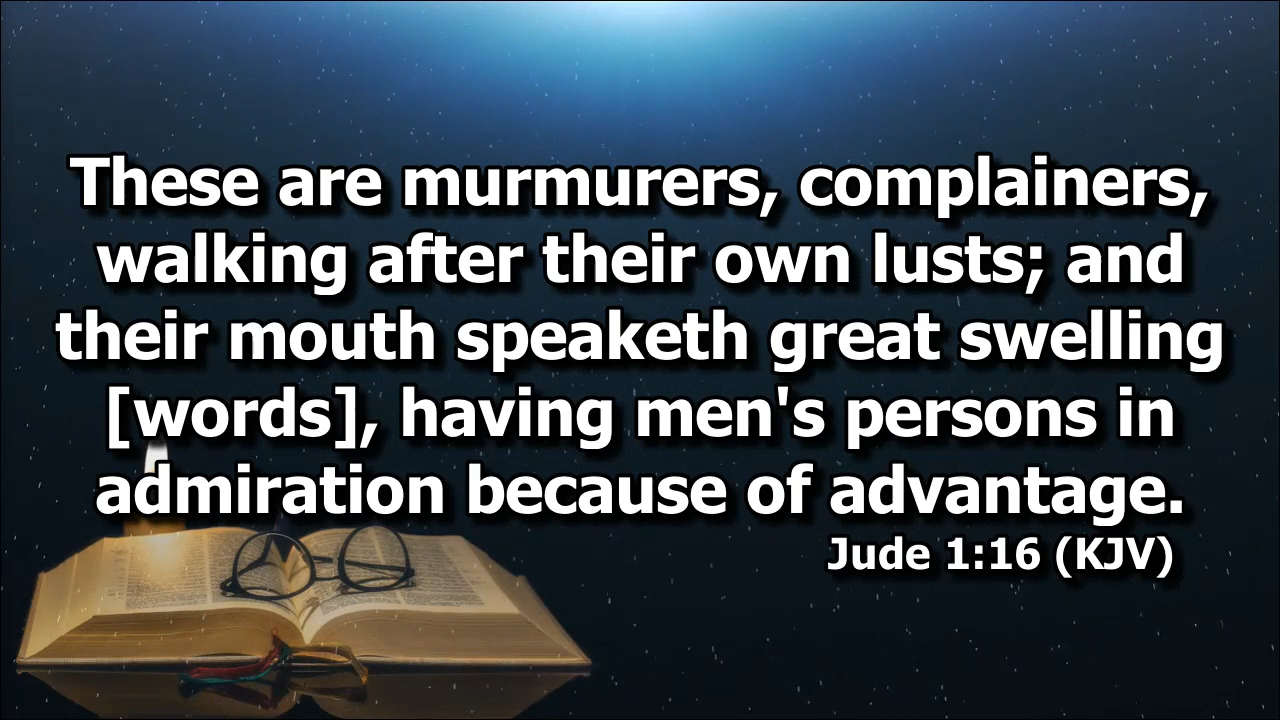 These are murmurers, complainers,
walking after their own lusts; and
their mouth speaketh great swelling
[words], having men's persons in
admiration because of advantage.
Jude 1:16 (KJV)